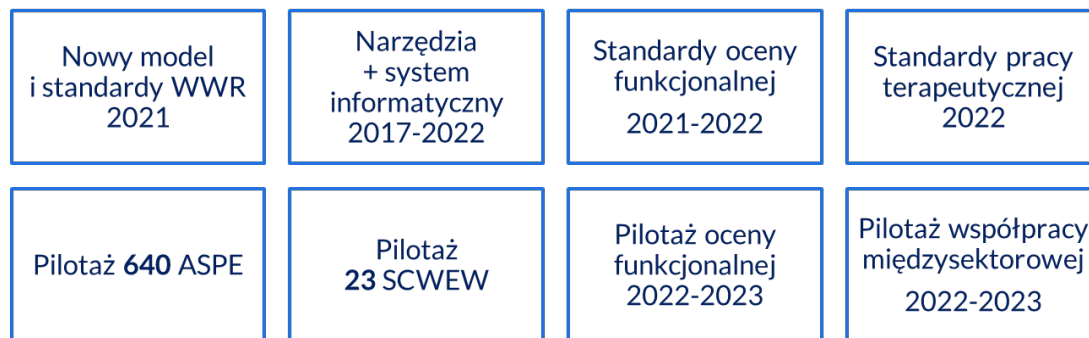 Nowy model
i standardy WWR
2021
Narzędzia
+ system
informatyczny
2017-2022
Standardy oceny
funkcjonalnej
2021-2022
Standardy pracy
terapeutycznej
2022
Pilotaż 640 ASPE
Pilotaż
23 SCWEW
Pilotaż oceny
funkcjonalnej
2022-2023
Pilotaż współpracy
międzysektorowej
2022-2023